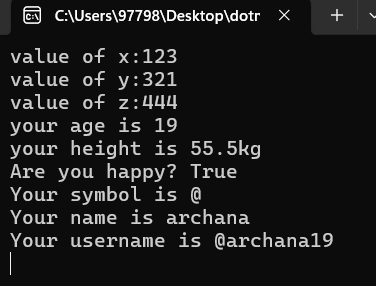 C:\Users\97798\Desktop\dotn
value of x:123
value of y:321
value of z:444
your age is 19
your height is 55.5kg
Are you happy? True
Your symbol is @
Your name is archana
Your username is @archana19